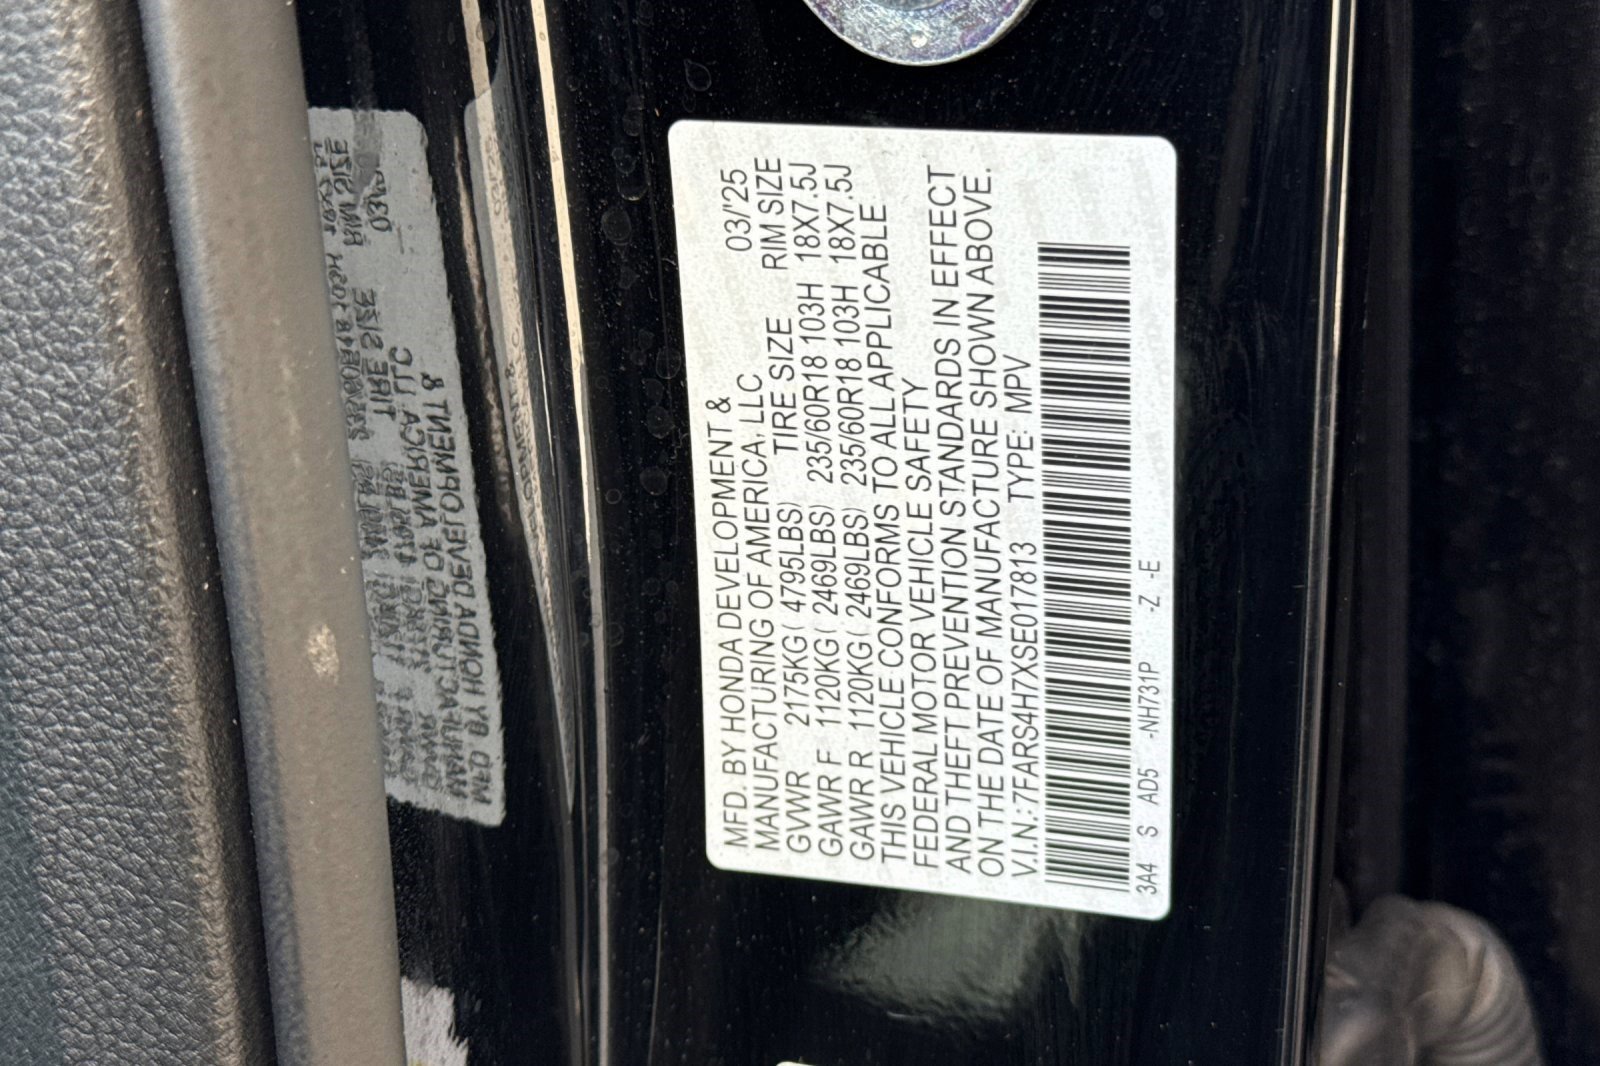 MFD. BY HONDA DEVELOPMENT &
MANUFACTURING OF AMERICA, LLC 03/'25
GVWR 2175KG ( 4795LBS) TIRE SIZE RIM SIZE
GAWR F 1120KG ( 2469LBS) 235/60R18 103H 18X7.5J
GAWR R 1120KG ( 2469LBS) 235/60R18 103H 18X7.5J
THIS VEHICLE CONFORMS TO ALL APPLICABLE
FEDERAL MOTOR VEHICLE SAFETY
AND THEFT PREVENTION STANDARDS IN EFFECT
ON THE DATE OF MANUFACTURE SHOWN ABOVE.
V.I.N.: 7FARS4H7XSE017813 TYPE: MPV
3A4 S AD5 -NH731P -Z -E